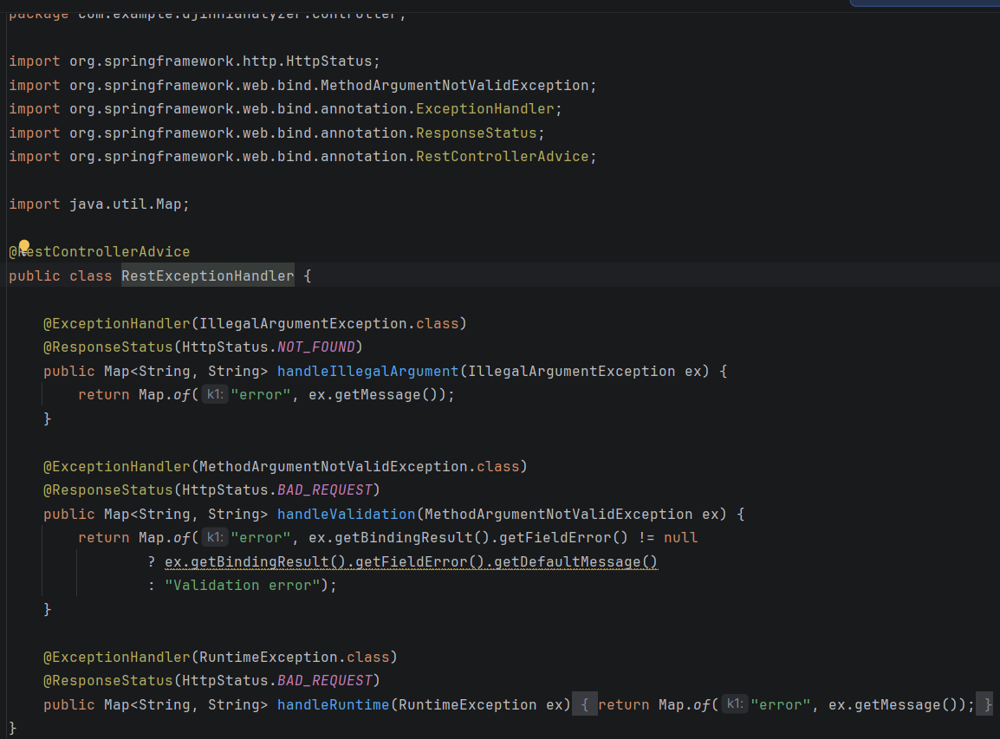 package com.example.djinnianalyzer.controller;
import org.springframework.http.HttpStatus;
import org.springframework.web.bind.MethodArgumentNotValidException;
import org.springframework.web.bind.annotation.ExceptionHandler;
import org.springframework.web.bind.annotation.ResponseStatus;
import org.springframework.web.bind.annotation.RestControllerAdvice;
import java.util.Map;
@RestControllerAdvice
public class RestExceptionHandler {
@ExceptionHandler(IllegalArgumentException.class)
@ResponseStatus(HttpStatus.NOT_FOUND)
public Map<String, String> handleIllegalArgument(IllegalArgumentException ex) {
return Map.of( k1: "error", ex.getMessage());
}
@ExceptionHandler(MethodArgumentNotValidException.class)
@ResponseStatus(HttpStatus.BAD_REQUEST)
public Map<String, String> handleValidation(MethodArgumentNotValidException ex) {
return Map.of( k1: "error", ex.getBindingResult().getFieldError() != null
? ex.getBindingResult().getFieldError().getDefaultMessage()
: "Validation error");
}
@ExceptionHandler(RuntimeException.class)
@ResponseStatus(HttpStatus.BAD_REQUEST)
public Map<String, String> handleRuntime(RuntimeException ex) { return Map.of( k1: "error", ex.getMessage()); }
}